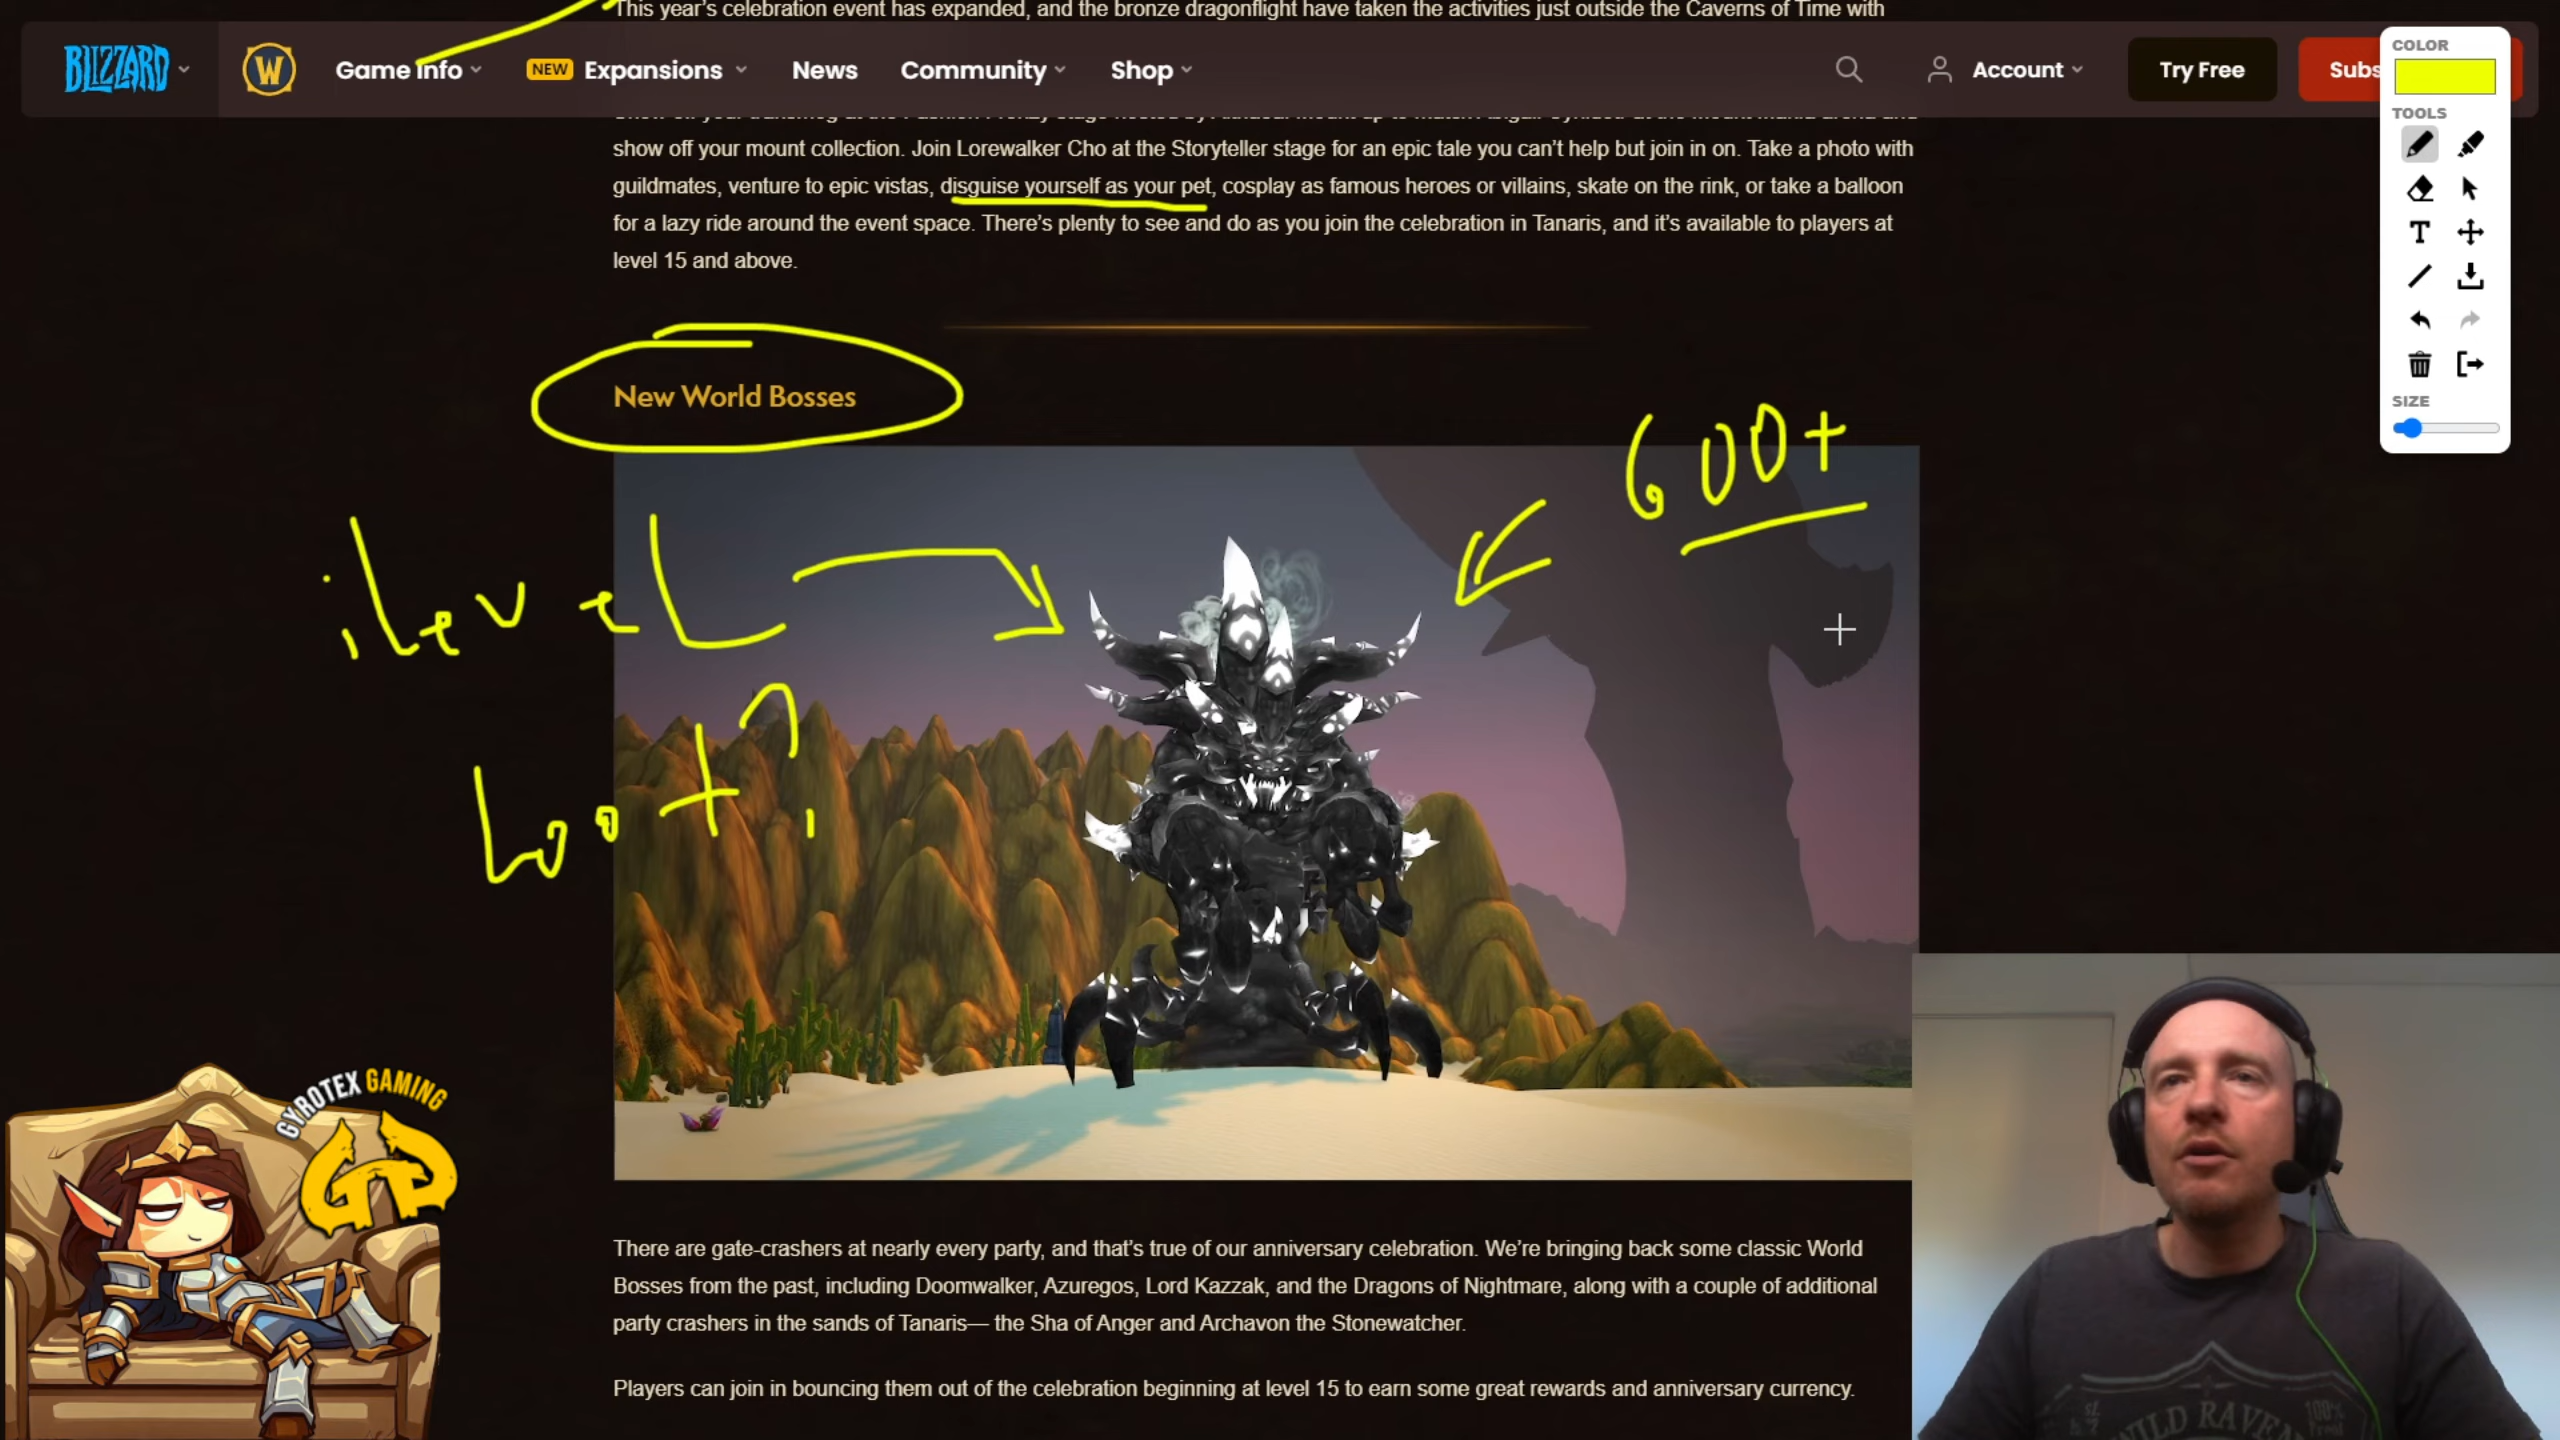 This year's celebration event has expanded, and the bronze dragonflight have taken the activities just outside the Caverns of Time with
BLIZZARD
W
Game Info
NEW
Expansions
News
Community
Shop
Account
Try Free
Subs
COLOR
TOOLS
T
SIZE
show off your mount collection. Join Lorewalker Cho at the Storyteller stage for an epic tale you can't help but join in on. Take a photo with
guildmates, venture to epic vistas, disguise yourself as your pet, cosplay as famous heroes or villains, skate on the rink, or take a balloon
for a lazy ride around the event space. There's plenty to see and do as you join the celebration in Tanaris, and it's available to players at
level 15 and above.
New World Bosses
600+
ilevel
Loot?
GYROTEX GAMING
GG
There are gate-crashers at nearly every party, and that's true of our anniversary celebration. We're bringing back some classic World
Bosses from the past, including Doomwalker, Azuregos, Lord Kazzak, and the Dragons of Nightmare, along with a couple of additional
party crashers in the sands of Tanaris— the Sha of Anger and Archavon the Stonewatcher.
Players can join in bouncing them out of the celebration beginning at level 15 to earn some great rewards and anniversary currency.
100%